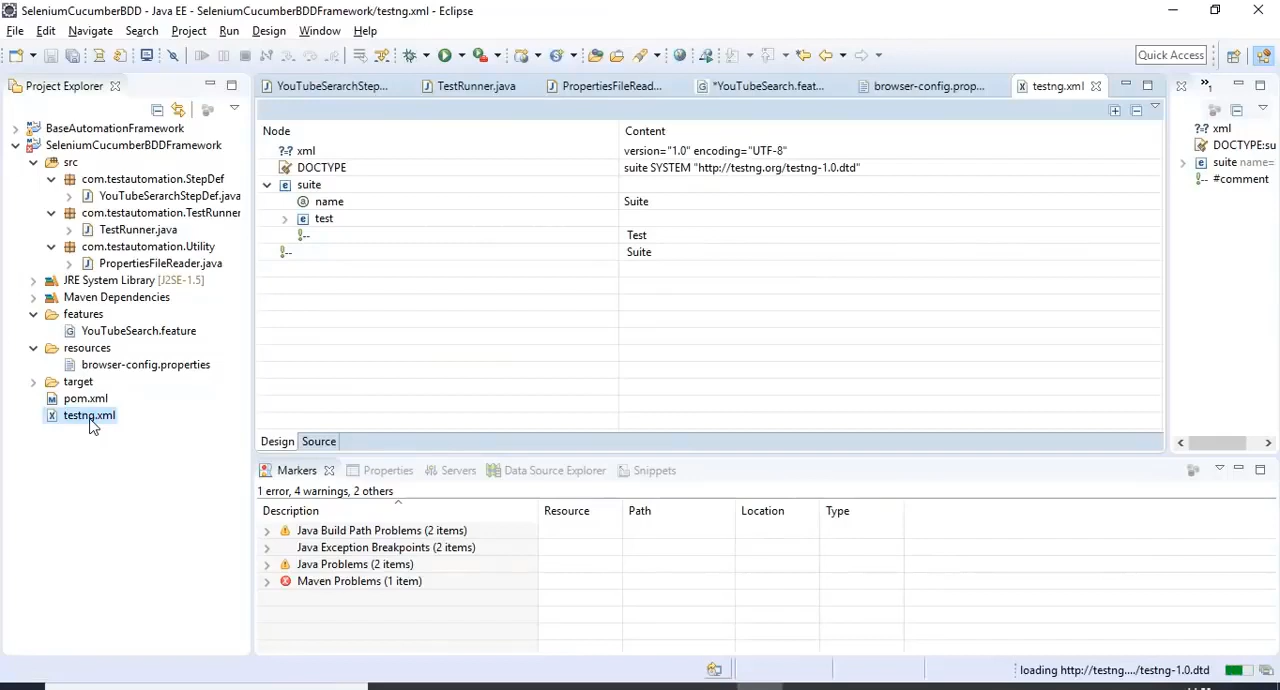 SeleniumCucumberBDD - Java EE - SeleniumCucumberBDDFramework/testng.xml - Eclipse
File Edit Navigate Search Project Run Design Window Help
Quick Access
Project Explorer
YouTubeSerarchStep...
TestRunner.java
PropertiesFileRead...
*YouTubeSearch.feat...
browser-config.prop...
testng.xml
»1
BaseAutomationFramework
SeleniumCucumberBDDFramework
src
com.testautomation.StepDef
YouTubeSerarchStepDef.java
com.testautomation.TestRunner
TestRunner.java
com.testautomation.Utility
PropertiesFileReader.java
JRE System Library [J2SE-1.5]
Maven Dependencies
features
YouTubeSearch.feature
resources
browser-config.properties
target
pom.xml
testng.xml
Node Content
?=? xml version="1.0" encoding="UTF-8"
DOCTYPE suite SYSTEM "http://testng.org/testng-1.0.dtd"
e suite
a name Suite
e test
!-- Test
!-- Suite
Design Source
?=? xml
DOCTYPE:su
e suite name=
!-- #comment
Markers Properties Servers Data Source Explorer Snippets
1 error, 4 warnings, 2 others
Description Resource Path Location Type
Java Build Path Problems (2 items)
Java Exception Breakpoints (2 items)
Java Problems (2 items)
Maven Problems (1 item)
loading http://testng..../testng-1.0.dtd